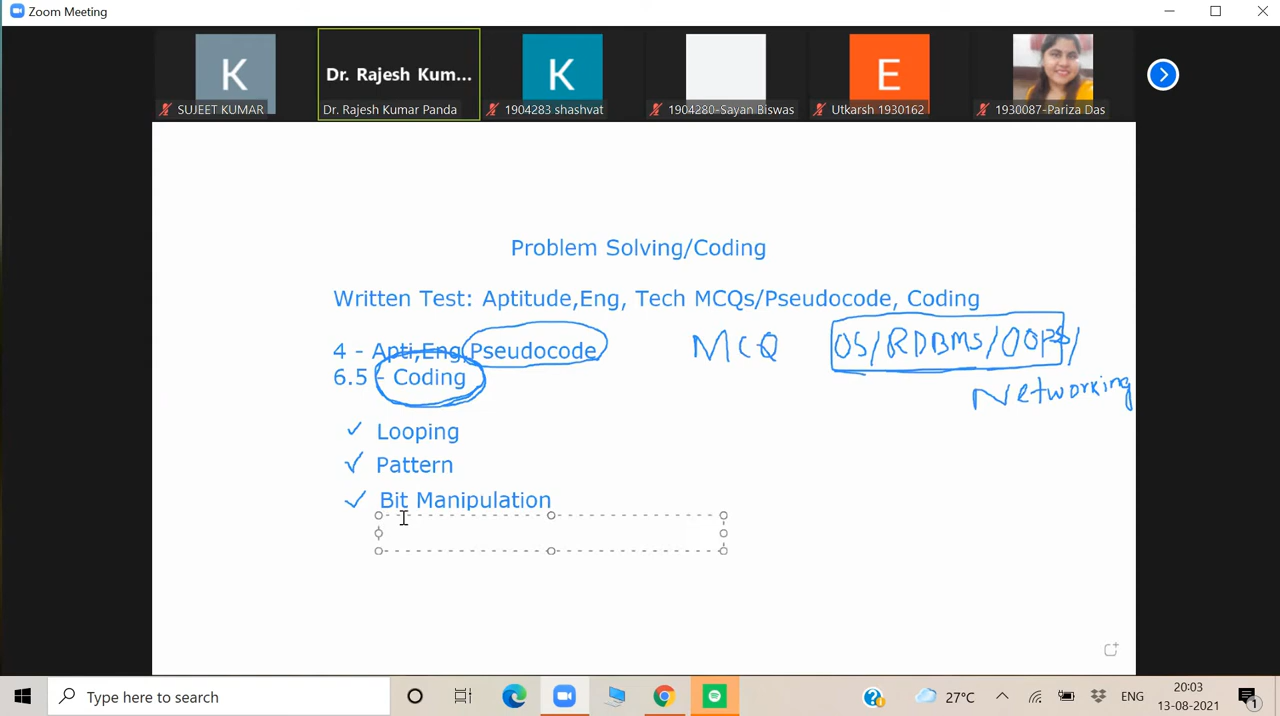 Zoom Meeting
K
Dr. Rajesh Kum...
K
E
SUJEET KUMAR
Dr. Rajesh Kumar Panda
1904283 shashvat
1904280-Sayan Biswas
Utkarsh 1930162
1930087-Pariza Das
Problem Solving/Coding
Written Test: Aptitude,Eng, Tech MCQs/Pseudocode, Coding
4 - Apti,Eng,Pseudocode,
MCQ
OS/RDBMS/OOPs/
6.5 - Coding
Networking
Looping
Pattern
Bit Manipulation
Type here to search
27°C
ENG
20:03
13-08-2021
1